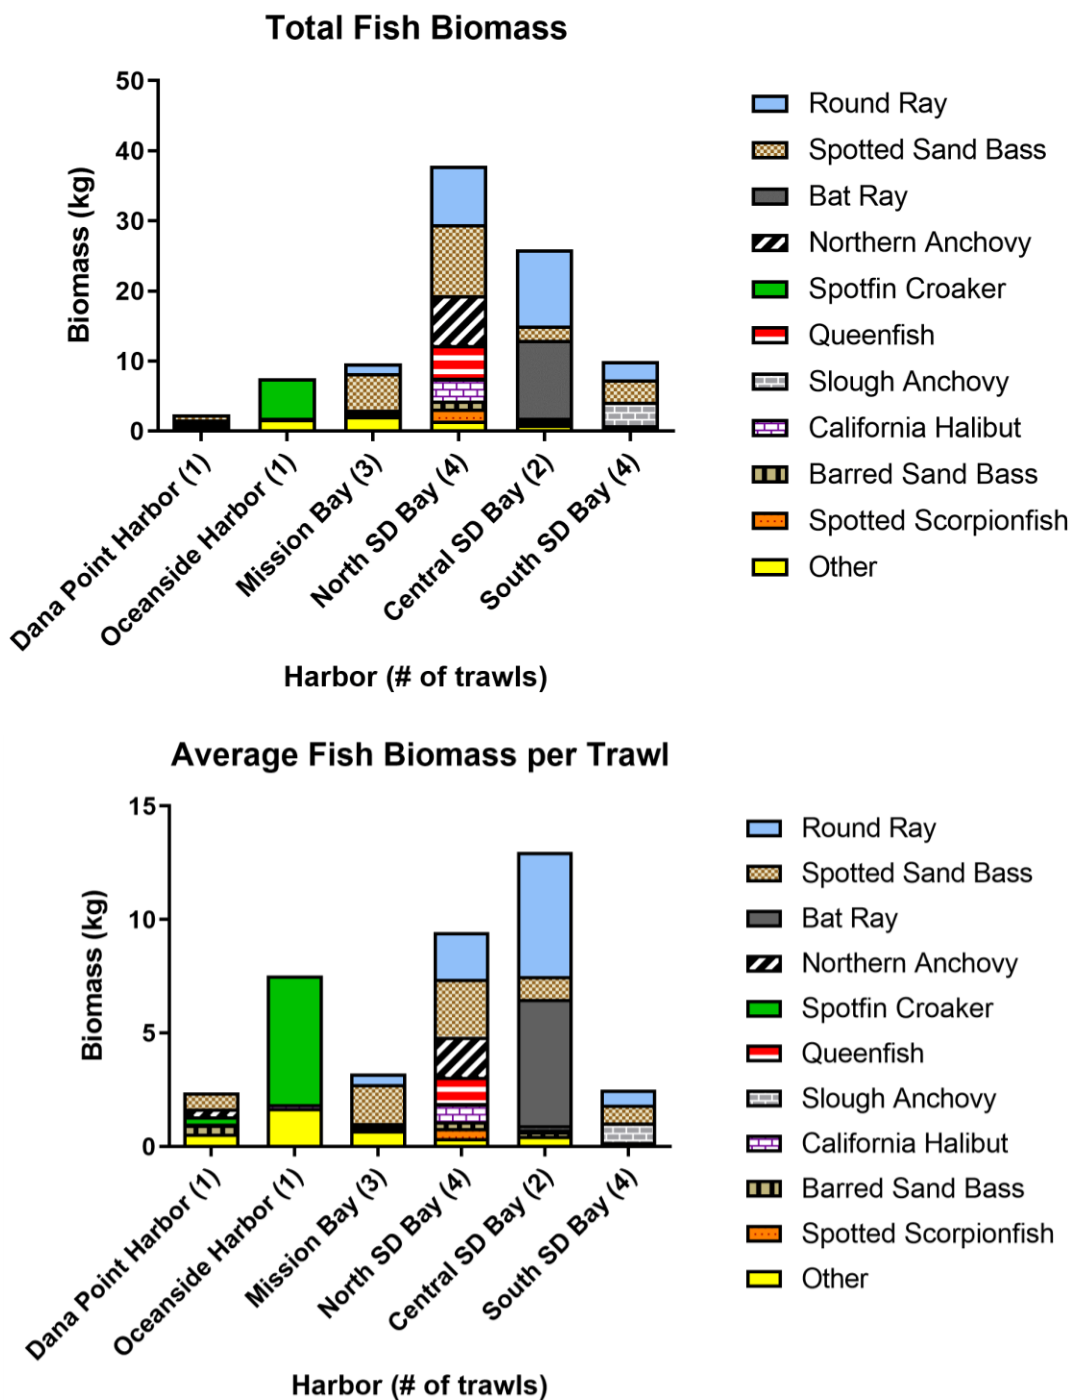 Total Fish Biomass
50
40
30
20
10
0
Biomass (kg)
Dana Point Harbor (1)
Oceanside Harbor (1)
Mission Bay (3)
North SD Bay (4)
Central SD Bay (2)
South SD Bay (4)
Harbor (# of trawls)
Round Ray
Spotted Sand Bass
Bat Ray
Northern Anchovy
Spotfin Croaker
Queenfish
Slough Anchovy
California Halibut
Barred Sand Bass
Spotted Scorpionfish
Other
Average Fish Biomass per Trawl
15
10
5
0
Biomass (kg)
Dana Point Harbor (1)
Oceanside Harbor (1)
Mission Bay (3)
North SD Bay (4)
Central SD Bay (2)
South SD Bay (4)
Harbor (# of trawls)
Round Ray
Spotted Sand Bass
Bat Ray
Northern Anchovy
Spotfin Croaker
Queenfish
Slough Anchovy
California Halibut
Barred Sand Bass
Spotted Scorpionfish
Other